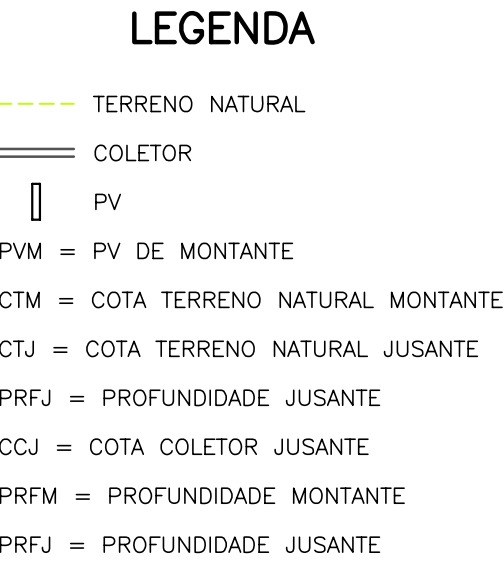 LEGENDA
TERRENO NATURAL
COLETOR
PV
PVM = PV DE MONTANTE
CTM = COTA TERRENO NATURAL MONTANTE
CTJ = COTA TERRENO NATURAL JUSANTE
PRFJ = PROFUNDIDADE JUSANTE
CCJ = COTA COLETOR JUSANTE
PRFM = PROFUNDIDADE MONTANTE
PRFJ = PROFUNDIDADE JUSANTE